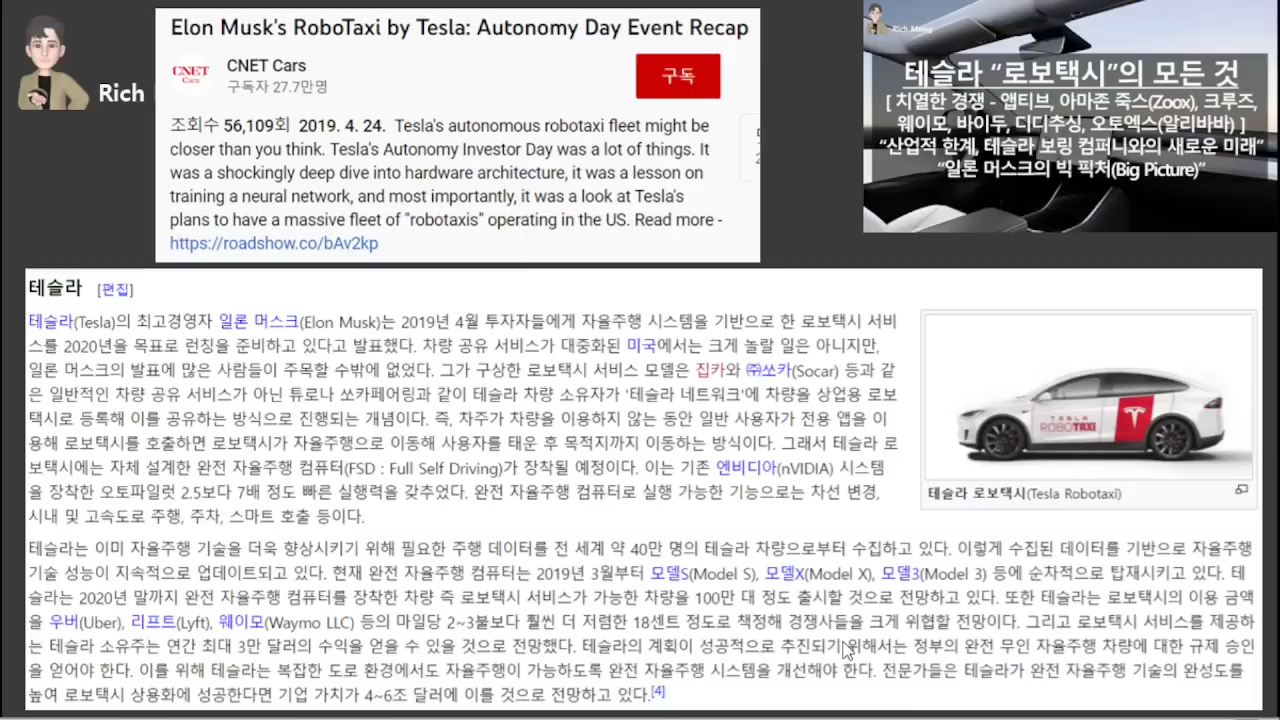 Rich
Elon Musk's RoboTaxi by Tesla: Autonomy Day Event Recap
CNET Cars
CNET
Cars
구독자 27.7만명
구독
조회수 56,109회 2019. 4. 24. Tesla's autonomous robotaxi fleet might be
closer than you think. Tesla's Autonomy Investor Day was a lot of things. It
was a shockingly deep dive into hardware architecture, it was a lesson on
training a neural network, and most importantly, it was a look at Tesla's
plans to have a massive fleet of "robotaxis" operating in the US. Read more -
https://roadshow.co/bAv2kp
테슬라 “로보택시”의 모든 것
[ 치열한 경쟁 - 앱티브, 아마존 죽스(Zoox), 크루즈,
웨이모, 바이두, 디디추싱, 오토엑스(알리바바) ]
“산업적 한계, 테슬라 보링 컴퍼니와의 새로운 미래”
“일론 머스크의 빅 픽처(Big Picture)”
테슬라 [편집]
테슬라(Tesla)의 최고경영자 일론 머스크(Elon Musk)는 2019년 4월 투자자들에게 자율주행 시스템을 기반으로 한 로보택시 서비
스를 2020년을 목표로 런칭을 준비하고 있다고 발표했다. 차량 공유 서비스가 대중화된 미국에서는 크게 놀랄 일은 아니지만,
일론 머스크의 발표에 많은 사람들이 주목할 수밖에 없었다. 그가 구상한 로보택시 서비스 모델은 집카와 ㈜쏘카(Socar) 등과 같
은 일반적인 차량 공유 서비스가 아닌 튜로나 쏘카페어링과 같이 테슬라 차량 소유자가 '테슬라 네트워크'에 차량을 상업용 로보
택시로 등록해 이를 공유하는 방식으로 진행되는 개념이다. 즉, 차주가 차량을 이용하지 않는 동안 일반 사용자가 전용 앱을 이
용해 로보택시를 호출하면 로보택시가 자율주행으로 이동해 사용자를 태운 후 목적지까지 이동하는 방식이다. 그래서 테슬라 로
보택시에는 자체 설계한 완전 자율주행 컴퓨터(FSD : Full Self Driving)가 장착될 예정이다. 이는 기존 엔비디아(nVIDIA) 시스템
을 장착한 오토파일럿 2.5보다 7배 정도 빠른 실행력을 갖추었다. 완전 자율주행 컴퓨터로 실행 가능한 기능으로는 차선 변경,
시내 및 고속도로 주행, 주차, 스마트 호출 등이다.
TESLA
ROBOTAXI
테슬라 로보택시(Tesla Robotaxi)
테슬라는 이미 자율주행 기술을 더욱 향상시키기 위해 필요한 주행 데이터를 전 세계 약 40만 명의 테슬라 차량으로부터 수집하고 있다. 이렇게 수집된 데이터를 기반으로 자율주행
기술 성능이 지속적으로 업데이트되고 있다. 현재 완전 자율주행 컴퓨터는 2019년 3월부터 모델S(Model S), 모델X(Model X), 모델3(Model 3) 등에 순차적으로 탑재시키고 있다. 테
슬라는 2020년 말까지 완전 자율주행 컴퓨터를 장착한 차량 즉 로보택시 서비스가 가능한 차량을 100만 대 정도 출시할 것으로 전망하고 있다. 또한 테슬라는 로보택시의 이용 금액
을 우버(Uber), 리프트(Lyft), 웨이모(Waymo LLC) 등의 마일당 2~3불보다 훨씬 더 저렴한 18센트 정도로 책정해 경쟁사들을 크게 위협할 전망이다. 그리고 로보택시 서비스를 제공하
는 테슬라 소유주는 연간 최대 3만 달러의 수익을 얻을 수 있을 것으로 전망했다. 테슬라의 계획이 성공적으로 추진되기 위해서는 정부의 완전 무인 자율주행 차량에 대한 규제 승인
을 얻어야 한다. 이를 위해 테슬라는 복잡한 도로 환경에서도 자율주행이 가능하도록 완전 자율주행 시스템을 개선해야 한다. 전문가들은 테슬라가 완전 자율주행 기술의 완성도를
높여 로보택시 상용화에 성공한다면 기업 가치가 4~6조 달러에 이를 것으로 전망하고 있다.[4]